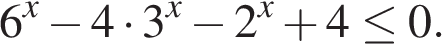 6^x − 4 · 3^x − 2^x + 4 ≤ 0.